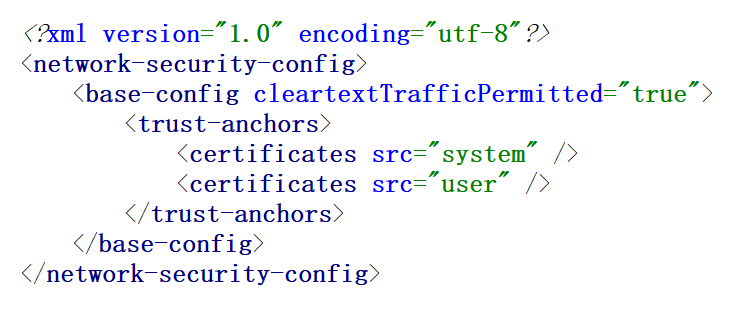 <?xml version="1.0" encoding="utf-8"?>
<network-security-config>
    <base-config cleartextTrafficPermitted="true">
        <trust-anchors>
            <certificates src="system" />
            <certificates src="user" />
        </trust-anchors>
    </base-config>
</network-security-config>